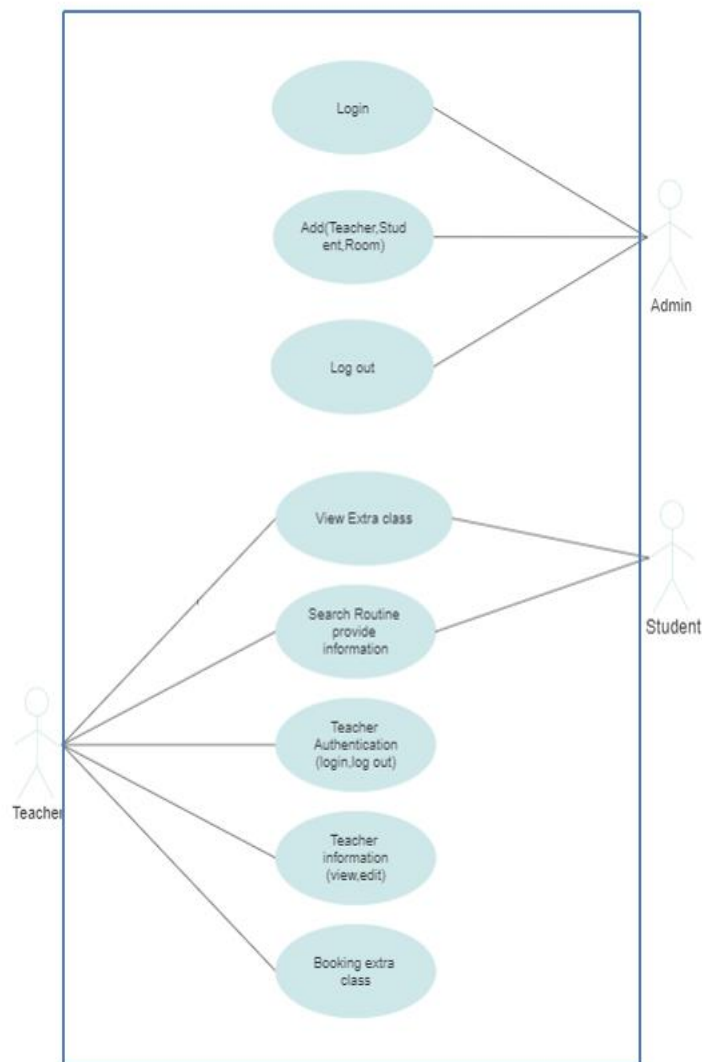 Login
Add(Teacher,Stud
ent,Room)
Admin
Log out
View Extra class
Search Routine
provide
information
Student
Teacher
Authentication
(login,log out)
Teacher
Teacher
information
(view,edit)
Booking extra
class